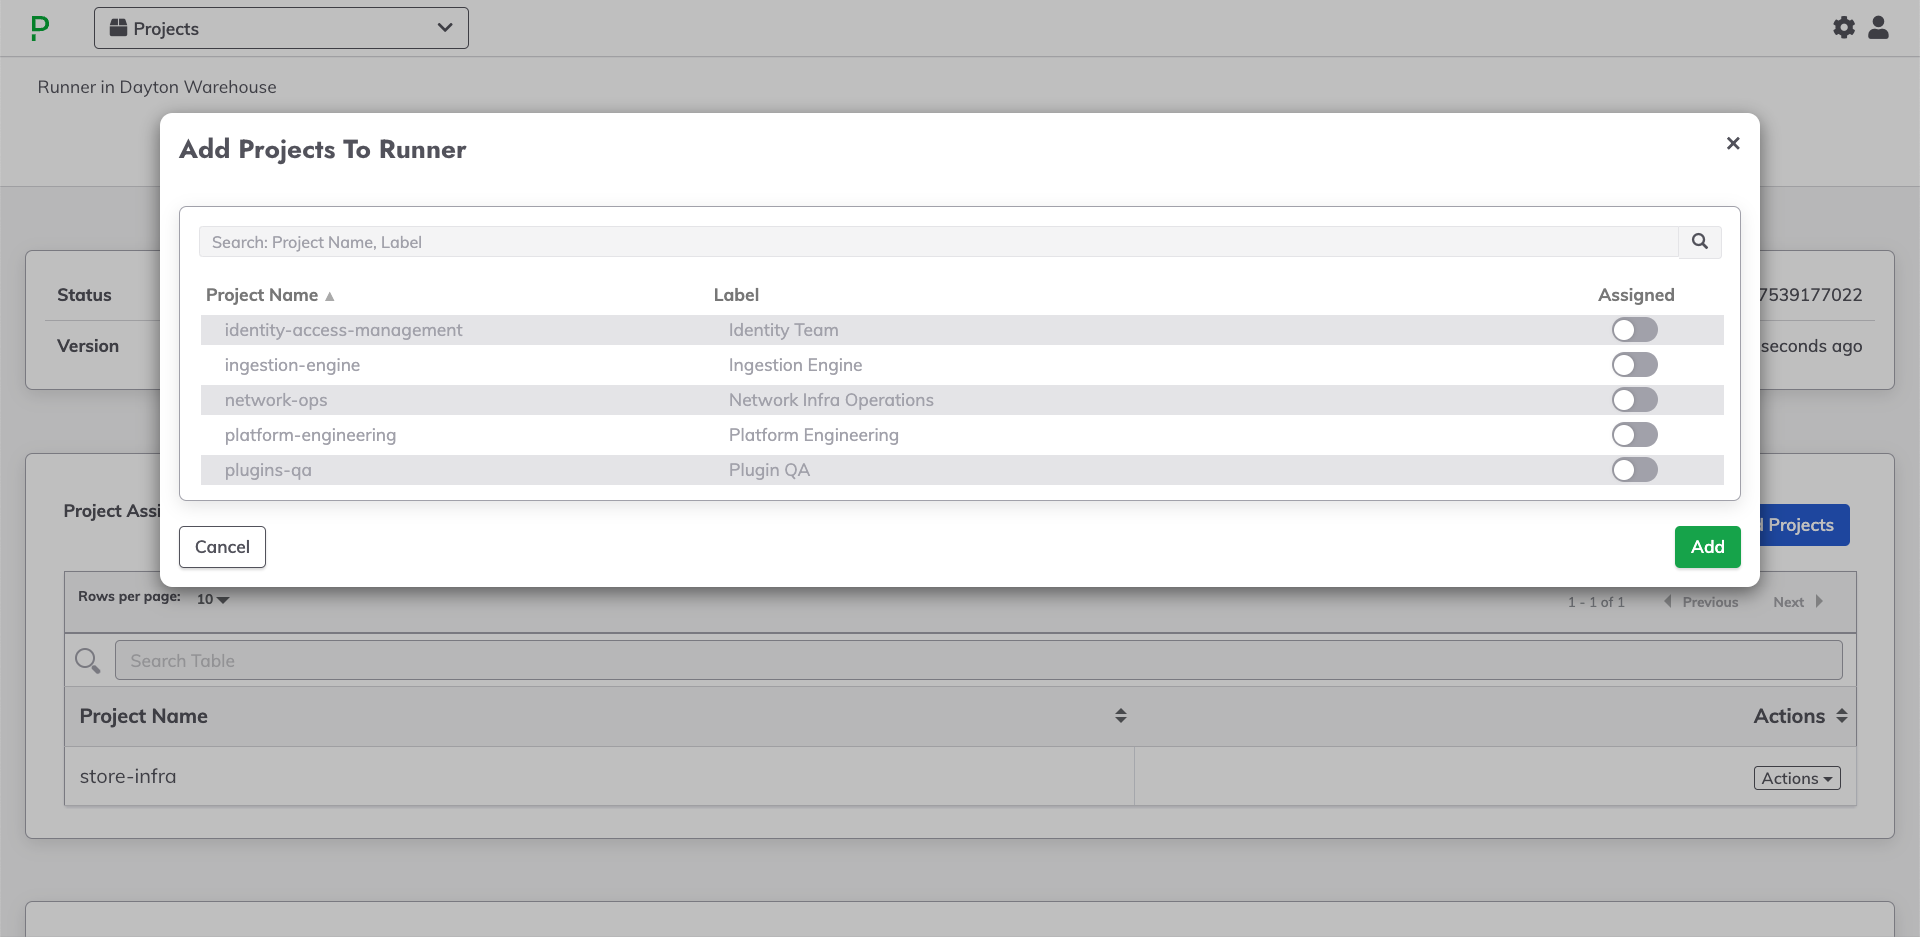 Projects
Runner in Dayton Warehouse
Add Projects To Runner
Search: Project Name, Label
Project Name Label Assigned
identity-access-management Identity Team
ingestion-engine Ingestion Engine
network-ops Network Infra Operations
platform-engineering Platform Engineering
plugins-qa Plugin QA
Cancel Add
Status 7539177022
Version seconds ago
Project Assi Projects
Rows per page: 10 1 - 1 of 1 Previous Next
Search Table
Project Name Actions
store-infra Actions